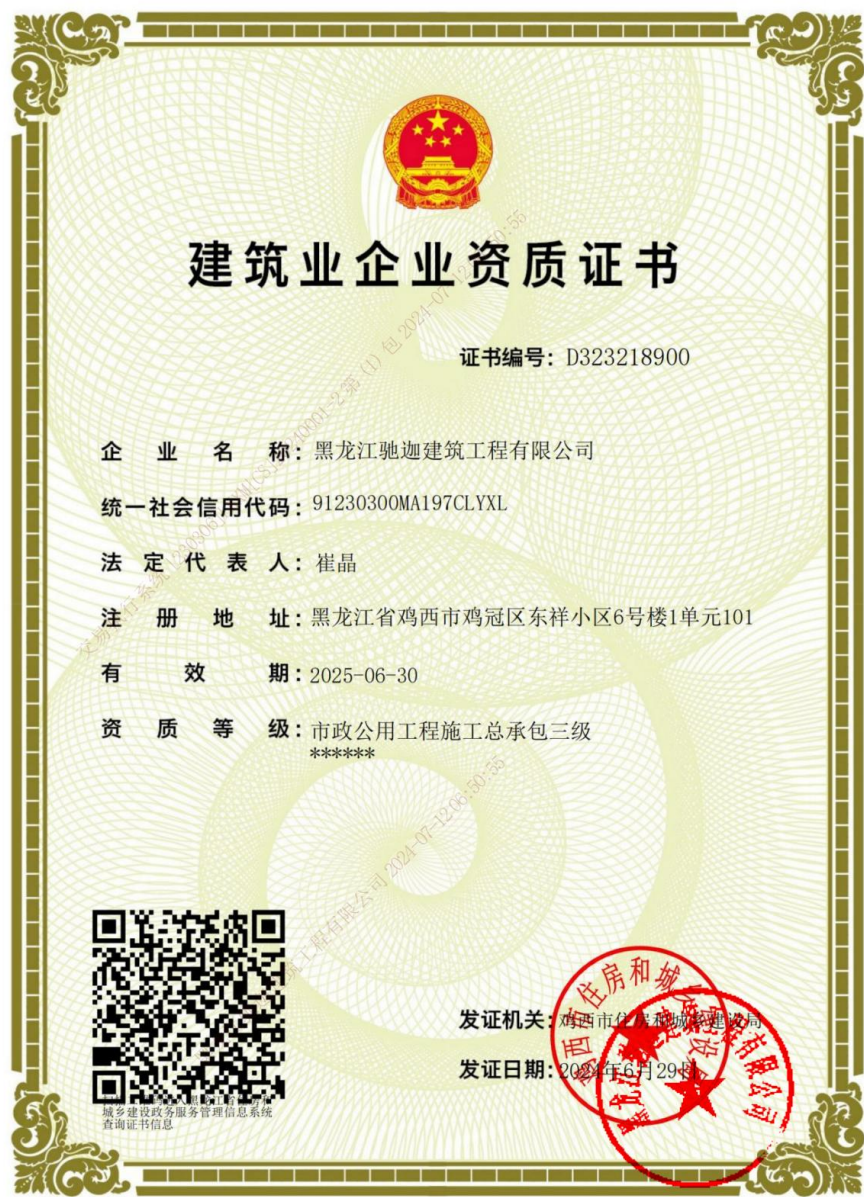 建筑业企业资质证书
证书编号：D323218900
企业名称：黑龙江驰迦建筑工程有限公司
统一社会信用代码：91230300MA197CLYXL
法定代表人：崔晶
注册地址：黑龙江省鸡西市鸡冠区东祥小区6号楼1单元101
有效期：2025-06-30
资质等级：市政公用工程施工总承包三级
******
发证机关：鸡西市住房和城乡建设局
发证日期：2024年6月29日
城乡建设政务服务管理信息系统
查询证书信息